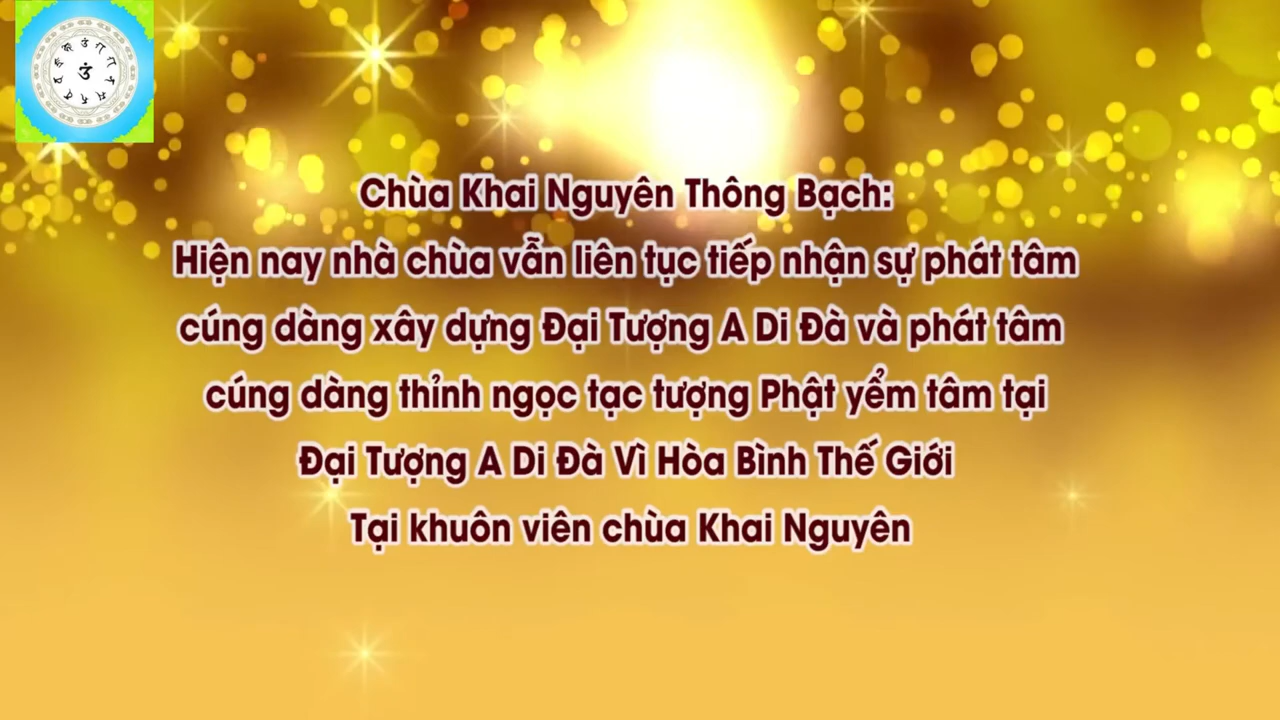 Chùa Khai Nguyên Thông Bạch:
Hiện nay nhà chùa vẫn liên tục tiếp nhận sự phát tâm
cúng dàng xây dựng Đại Tượng A Di Đà và phát tâm
cúng dàng thỉnh ngọc tạc tượng Phật yểm tâm tại
Đại Tượng A Di Đà Vì Hòa Bình Thế Giới
Tại khuôn viên chùa Khai Nguyên